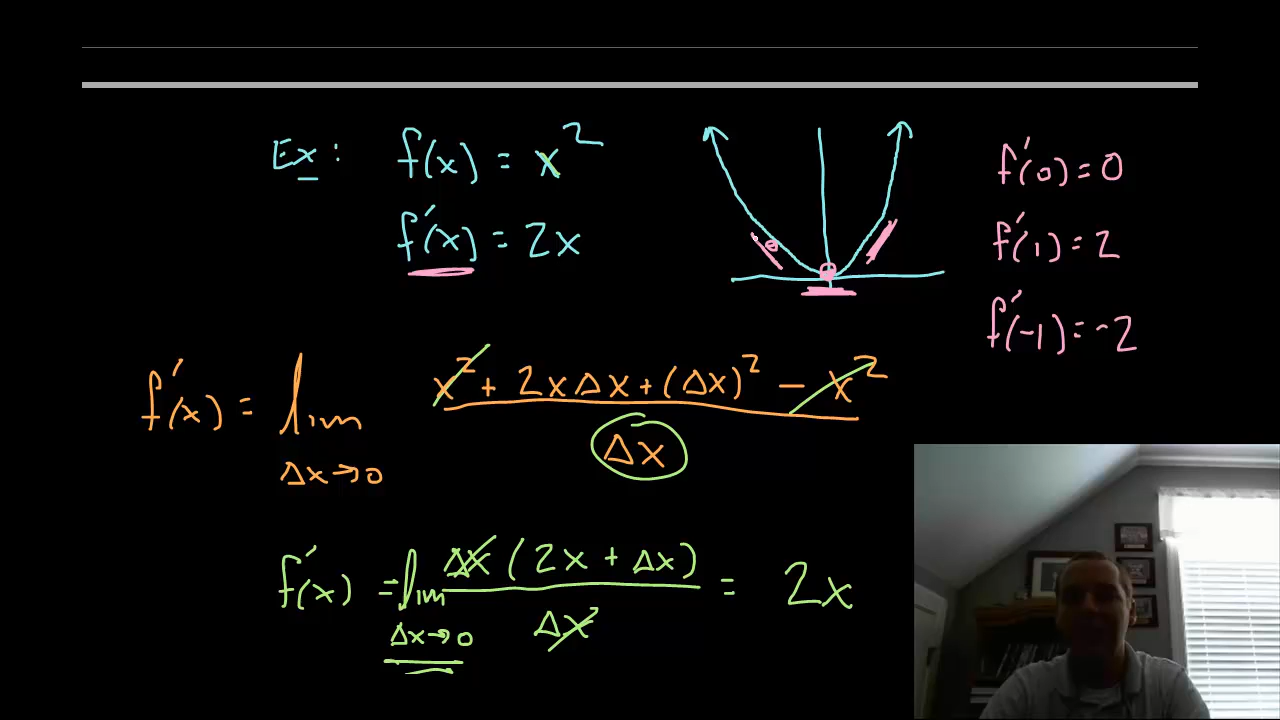 Ex: f(x) = x²
f'(x) = 2x
f'(0) = 0
f'(1) = 2
f'(-1) = -2
f'(x) = lim Δx→0 (x² + 2xΔx + (Δx)² - x²) / Δx
f'(x) = lim Δx→0 Δx(2x + Δx) / Δx = 2x